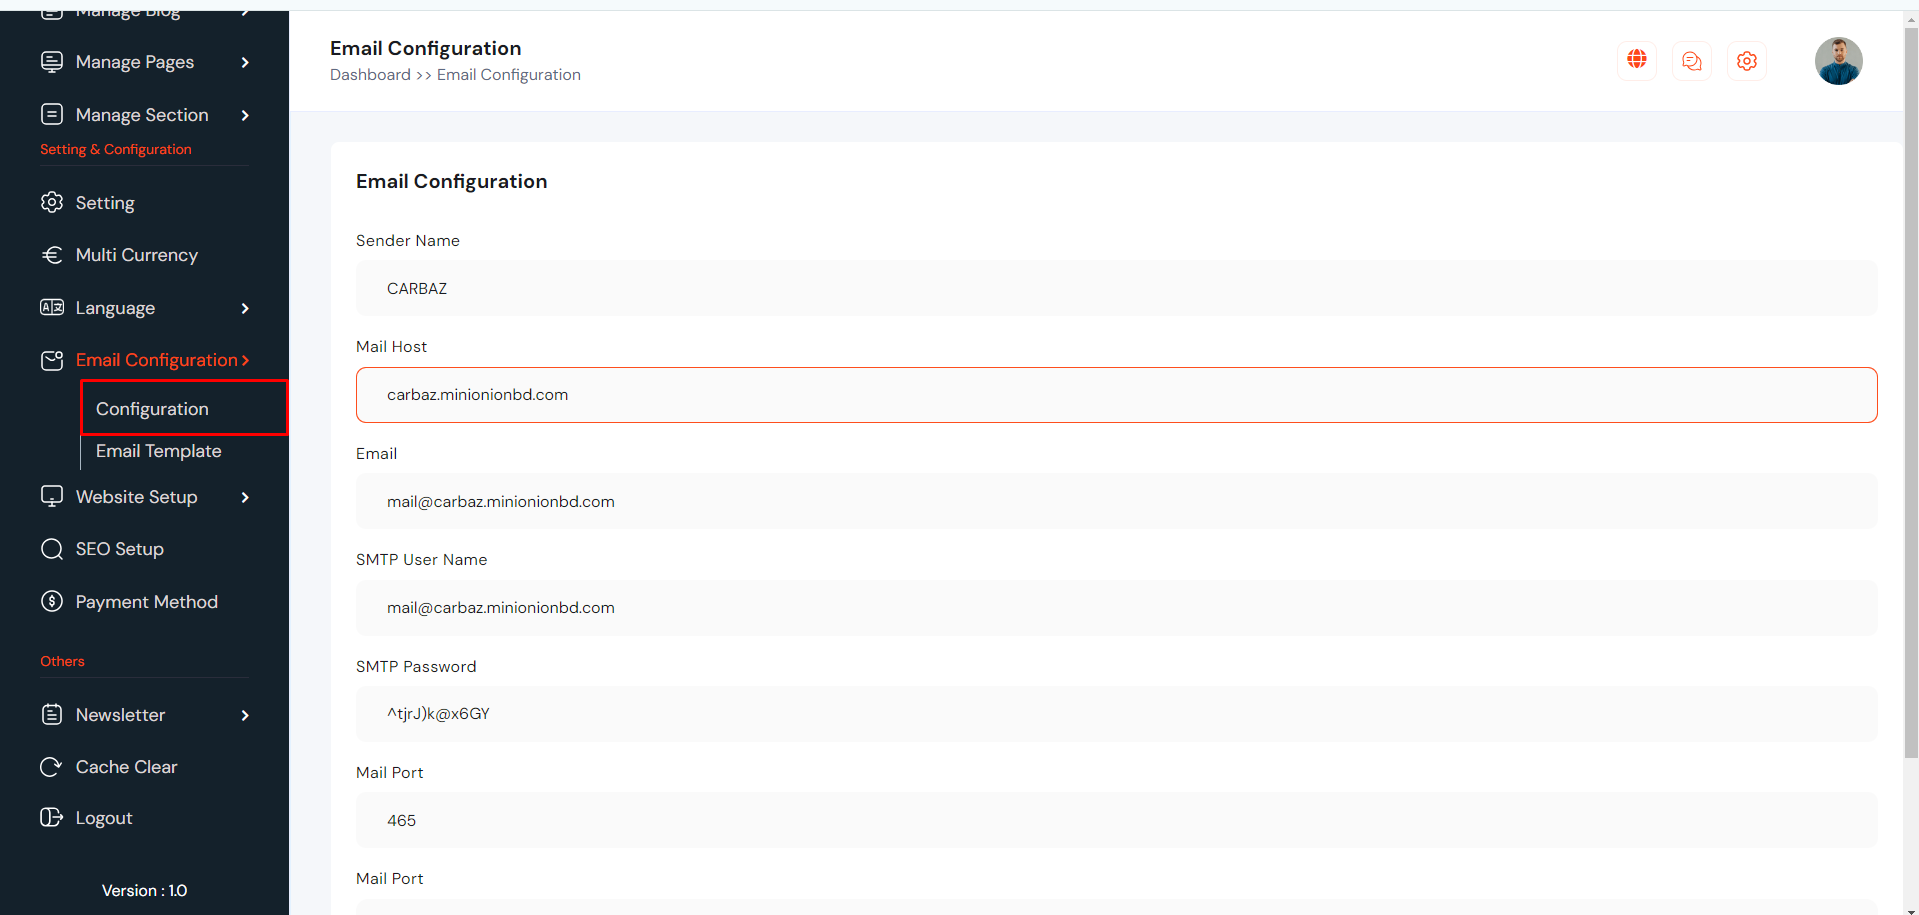 Manage Blog
Manage Pages
Manage Section
Setting & Configuration
Setting
Multi Currency
Language
Email Configuration
Configuration
Email Template
Website Setup
SEO Setup
Payment Method
Others
Newsletter
Cache Clear
Logout
Version : 1.0
Email Configuration
Dashboard >> Email Configuration
Email Configuration
Sender Name
CARBAZ
Mail Host
carbaz.minionionbd.com
Email
mail@carbaz.minionionbd.com
SMTP User Name
mail@carbaz.minionionbd.com
SMTP Password
^tjrJ)k@x6GY
Mail Port
465
Mail Port